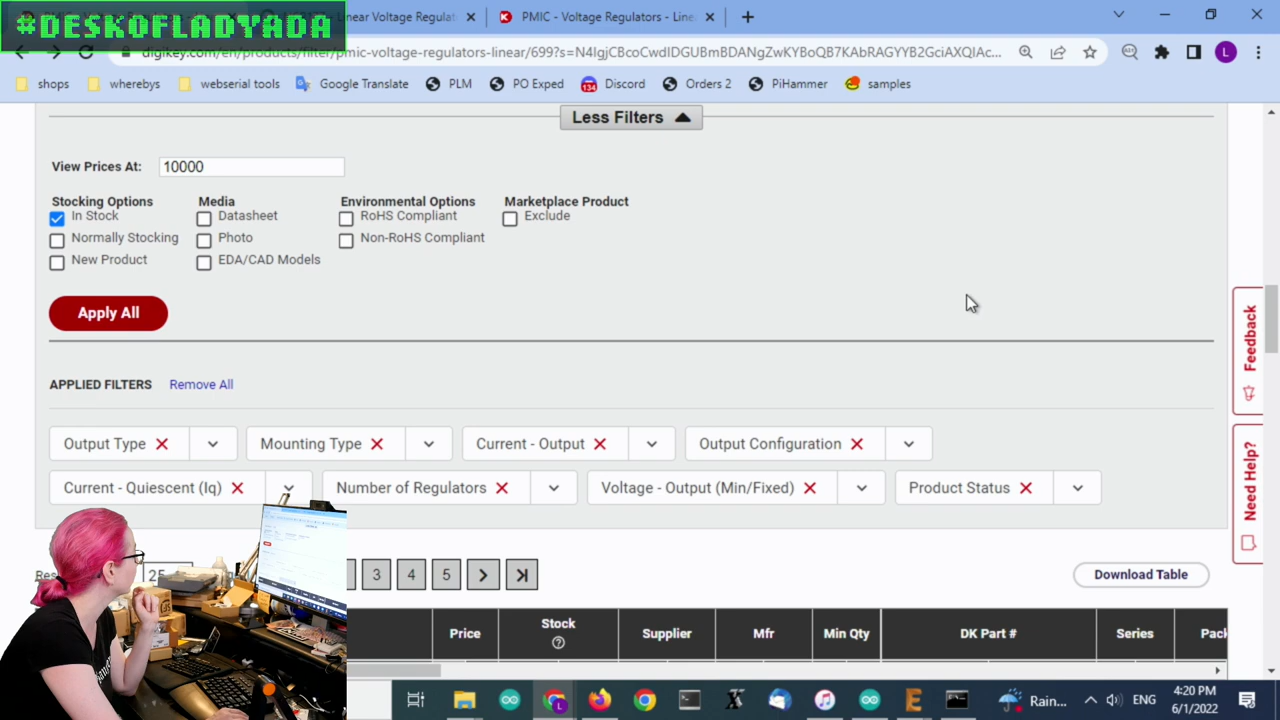 #DESKOFLADYADA
Linear Voltage Regulat
PMIC - Voltage Regulators - Line
digikey.com/en/products/filter/pmic-voltage-regulators-linear/699?s=N4IgjCBcoCwdIDGUBmBDANgZwKYBoQB7KAbRAGYYB2GciAXQIAc...
shops
wherebys
webserial tools
Google Translate
PLM
PO Exped
134
Discord
Orders 2
PiHammer
samples
L
Less Filters
View Prices At:
10000
Stocking Options
In Stock
Normally Stocking
New Product
Media
Datasheet
Photo
EDA/CAD Models
Environmental Options
RoHS Compliant
Non-RoHS Compliant
Marketplace Product
Exclude
Apply All
Feedback
Need Help?
APPLIED FILTERS Remove All
Output Type
Mounting Type
Current - Output
Output Configuration
Current - Quiescent (Iq)
Number of Regulators
Voltage - Output (Min/Fixed)
Product Status
25
3 4 5
Download Table
Price
Stock
Supplier
Mfr
Min Qty
DK Part #
Series
Pack
Rain...
ENG
4:20 PM
6/1/2022